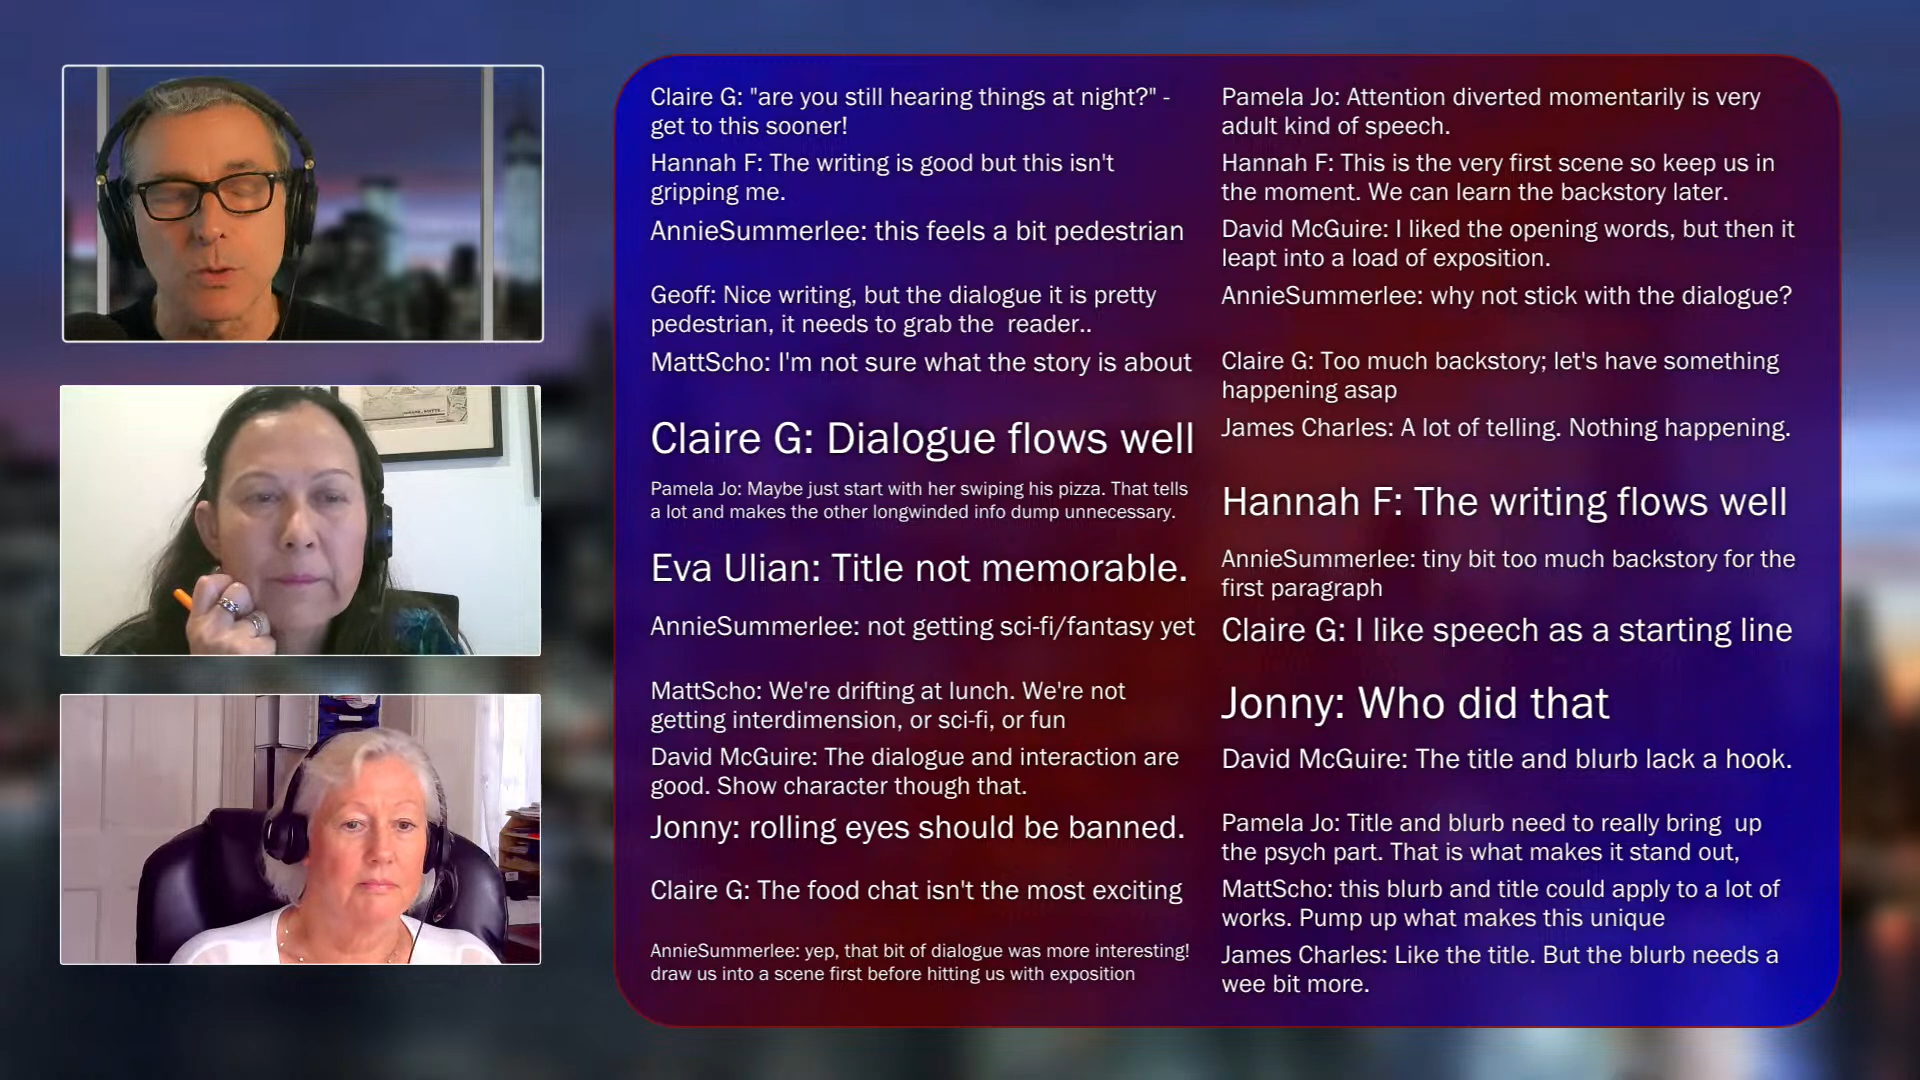 Claire G: "are you still hearing things at night?" -
get to this sooner!
Hannah F: The writing is good but this isn't
gripping me.
AnnieSummerlee: this feels a bit pedestrian
Geoff: Nice writing, but the dialogue it is pretty
pedestrian, it needs to grab the  reader..
MattScho: I'm not sure what the story is about
Claire G: Dialogue flows well
Pamela Jo: Maybe just start with her swiping his pizza. That tells
a lot and makes the other longwinded info dump unnecessary.
Eva Ulian: Title not memorable.
AnnieSummerlee: not getting sci-fi/fantasy yet
MattScho: We're drifting at lunch. We're not
getting interdimension, or sci-fi, or fun
David McGuire: The dialogue and interaction are
good. Show character though that.
Jonny: rolling eyes should be banned.
Claire G: The food chat isn't the most exciting
AnnieSummerlee: yep, that bit of dialogue was more interesting!
draw us into a scene first before hitting us with exposition
Pamela Jo: Attention diverted momentarily is very
adult kind of speech.
Hannah F: This is the very first scene so keep us in
the moment. We can learn the backstory later.
David McGuire: I liked the opening words, but then it
leapt into a load of exposition.
AnnieSummerlee: why not stick with the dialogue?
Claire G: Too much backstory; let's have something
happening asap
James Charles: A lot of telling. Nothing happening.
Hannah F: The writing flows well
AnnieSummerlee: tiny bit too much backstory for the
first paragraph
Claire G: I like speech as a starting line
Jonny: Who did that
David McGuire: The title and blurb lack a hook.
Pamela Jo: Title and blurb need to really bring  up
the psych part. That is what makes it stand out,
MattScho: this blurb and title could apply to a lot of
works. Pump up what makes this unique
James Charles: Like the title. But the blurb needs a
wee bit more.